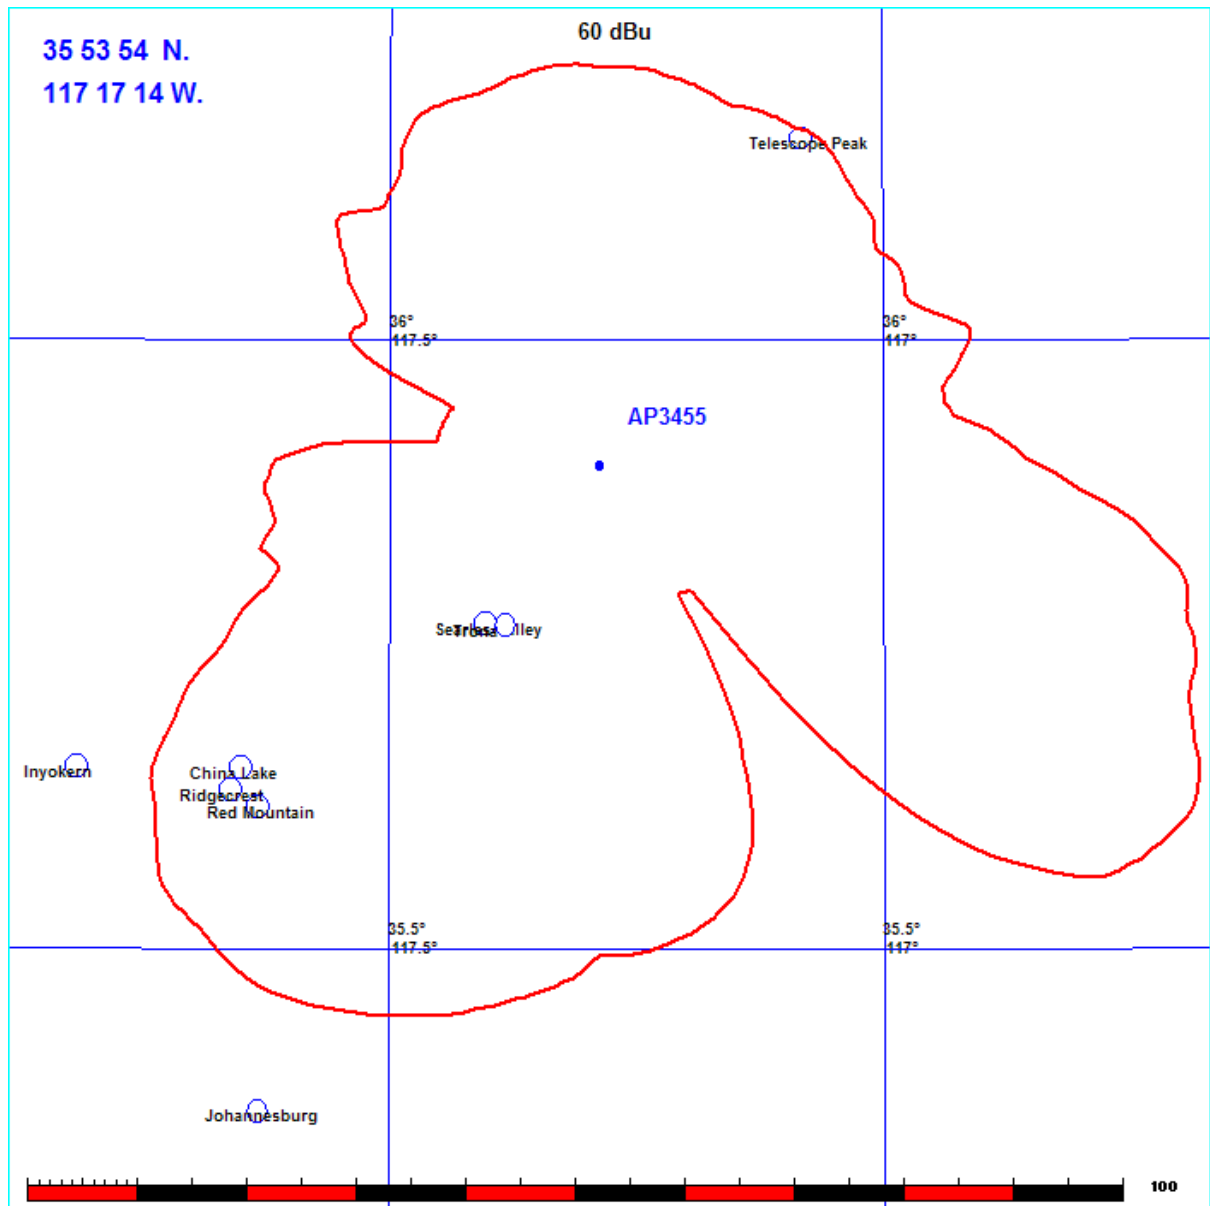 60 dBu
35 53 54 N.
117 17 14 W.
Telescope Peak
36°
117.5°
36°
117°
AP3455
Trona
Inyokern
China Lake
Ridgecrest
Red Mountain
35.5°
117.5°
35.5°
117°
Johannesburg
100